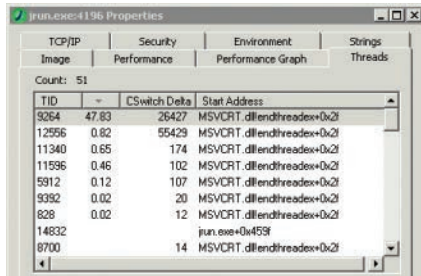 jrun.exe:4196 Properties
TCP/IP Security Environment Strings
Image Performance Performance Graph Threads
Count: 51
TID CSwitch Delta Start Address
9264 47.83 26427 MSVCRT.dll!endthreadex+0x2f
12556 0.82 55429 MSVCRT.dll!endthreadex+0x2f
11340 0.65 174 MSVCRT.dll!endthreadex+0x2f
11596 0.46 102 MSVCRT.dll!endthreadex+0x2f
5912 0.12 107 MSVCRT.dll!endthreadex+0x2f
9392 0.02 20 MSVCRT.dll!endthreadex+0x2f
828 0.02 12 MSVCRT.dll!endthreadex+0x2f
14832 jrun.exe+0x459f
8700 14 MSVCRT.dll!endthreadex+0x2f